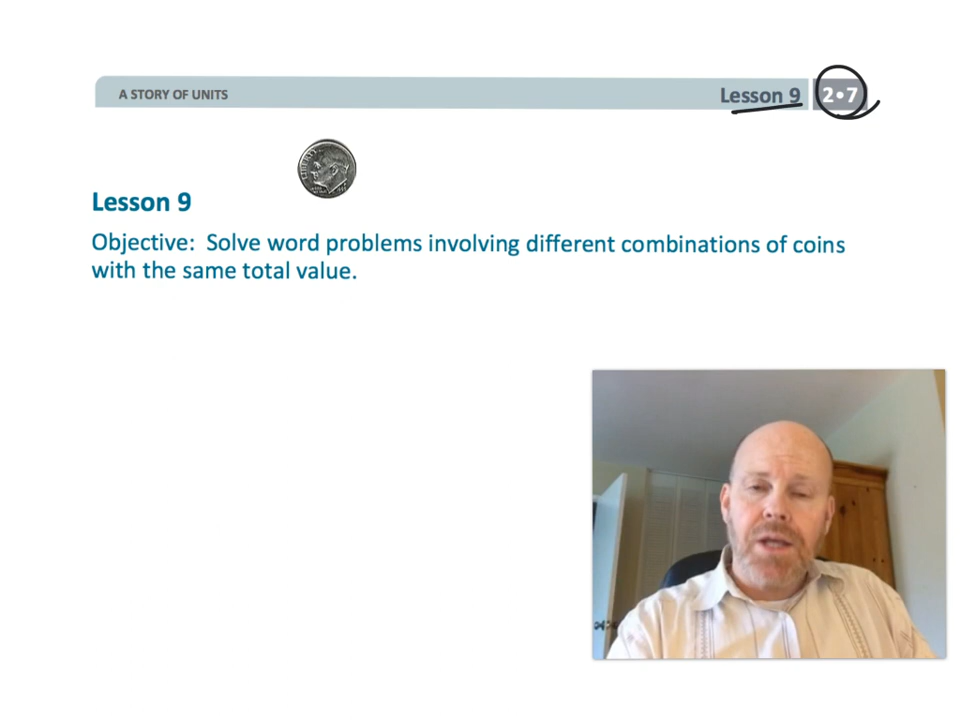 A STORY OF UNITS
Lesson 9
2•7
LIBERTY
Lesson 9
Objective: Solve word problems involving different combinations of coins
with the same total value.